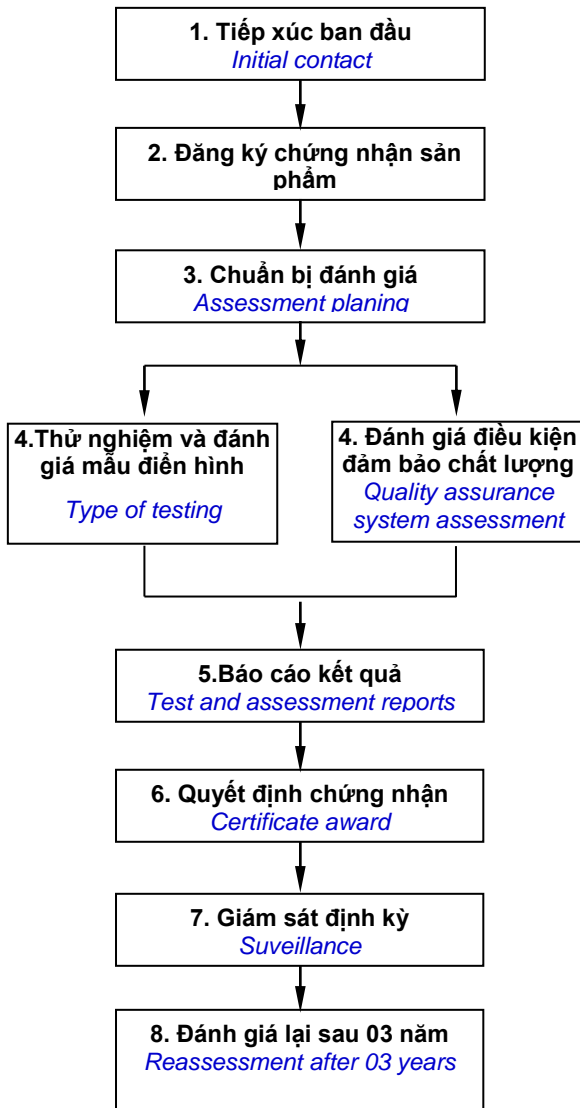 1. Tiếp xúc ban đầu
Initial contact
2. Đăng ký chứng nhận sản
phẩm
3. Chuẩn bị đánh giá
Assessment planing
4.Thử nghiệm và đánh
giá mẫu điển hình
Type of testing
4. Đánh giá điều kiện
đảm bảo chất lượng
Quality assurance
system assessment
5.Báo cáo kết quả
Test and assessment reports
6. Quyết định chứng nhận
Certificate award
7. Giám sát định kỳ
Suveillance
8. Đánh giá lại sau 03 năm
Reassessment after 03 years